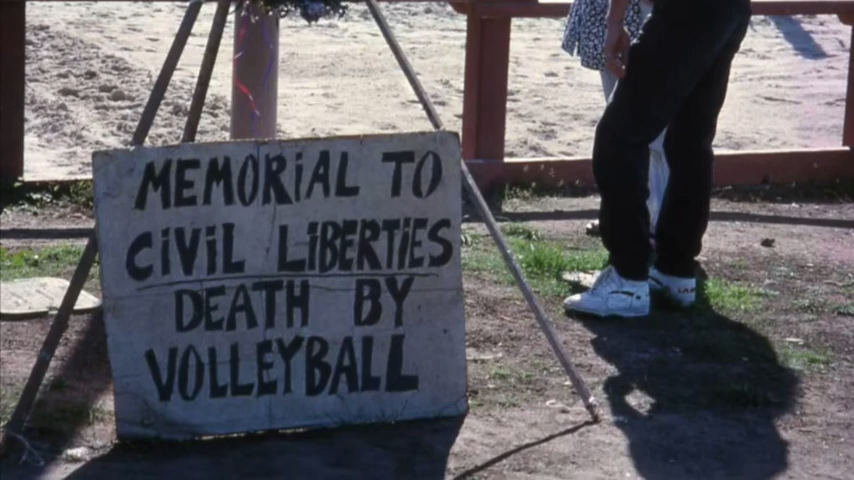 MEMORIAL TO
CIVIL LIBERTIES
DEATH BY
VOLLEYBALL